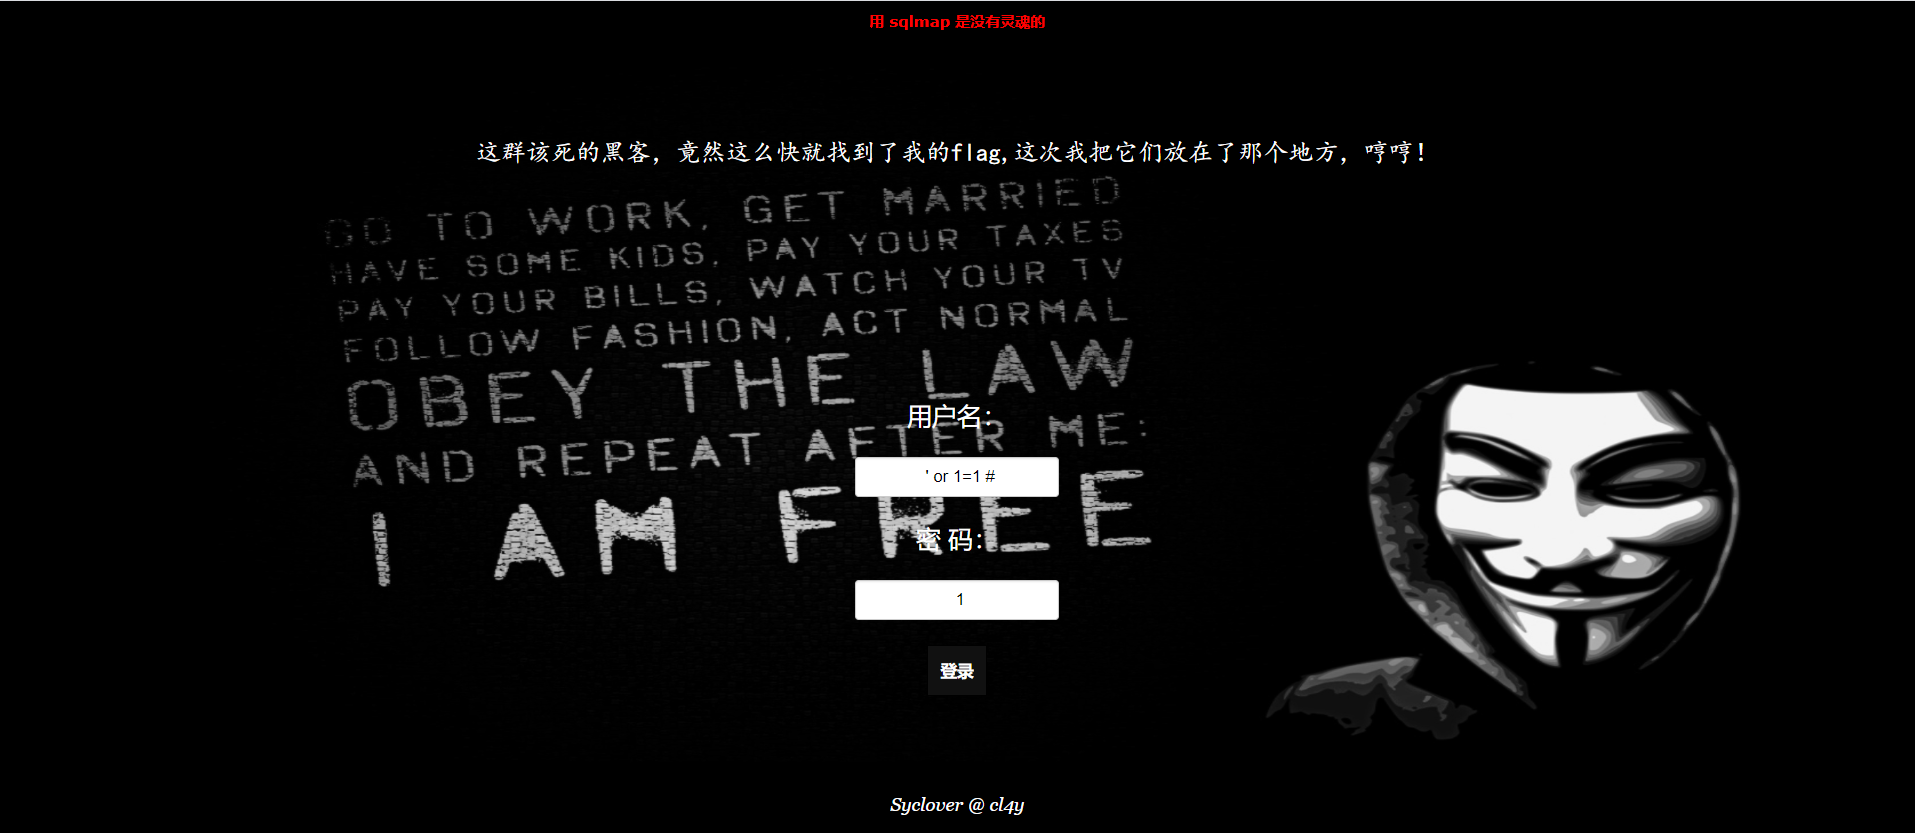 用 sqlmap 是没有灵魂的
这群该死的黑客，竟然这么快就找到了我的flag,这次我把它们放在了那个地方，哼哼！
GO TO WORK, GET MARRIED
HAVE SOME KIDS, PAY YOUR TAXES
PAY YOUR BILLS, WATCH YOUR TV
FOLLOW FASHION, ACT NORMAL
OBEY THE LAW
AND REPEAT AFTER ME:
I AM FREE
用户名：
' or 1=1 #
密 码：
1
登录
Syclover @ cl4y